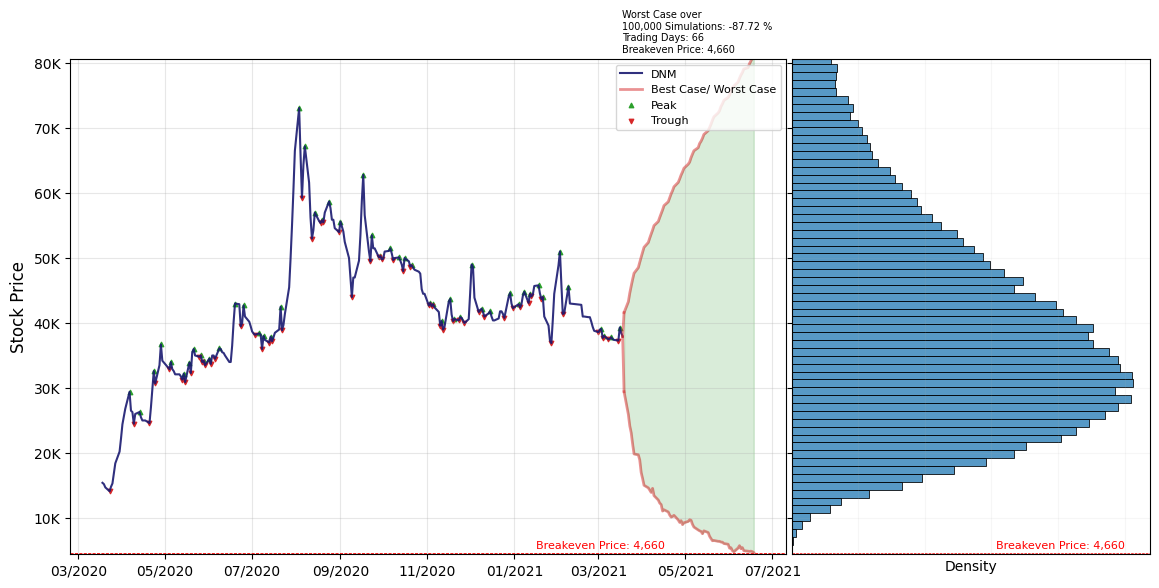 Worst Case over
100,000 Simulations: -87.72 %
Trading Days: 66
Breakeven Price: 4,660
DNM
Best Case/ Worst Case
Peak
Trough
80K
70K
60K
50K
40K
30K
20K
10K
Stock Price
Breakeven Price: 4,660
Breakeven Price: 4,660
03/2020 05/2020 07/2020 09/2020 11/2020 01/2021 03/2021 05/2021 07/2021
Density